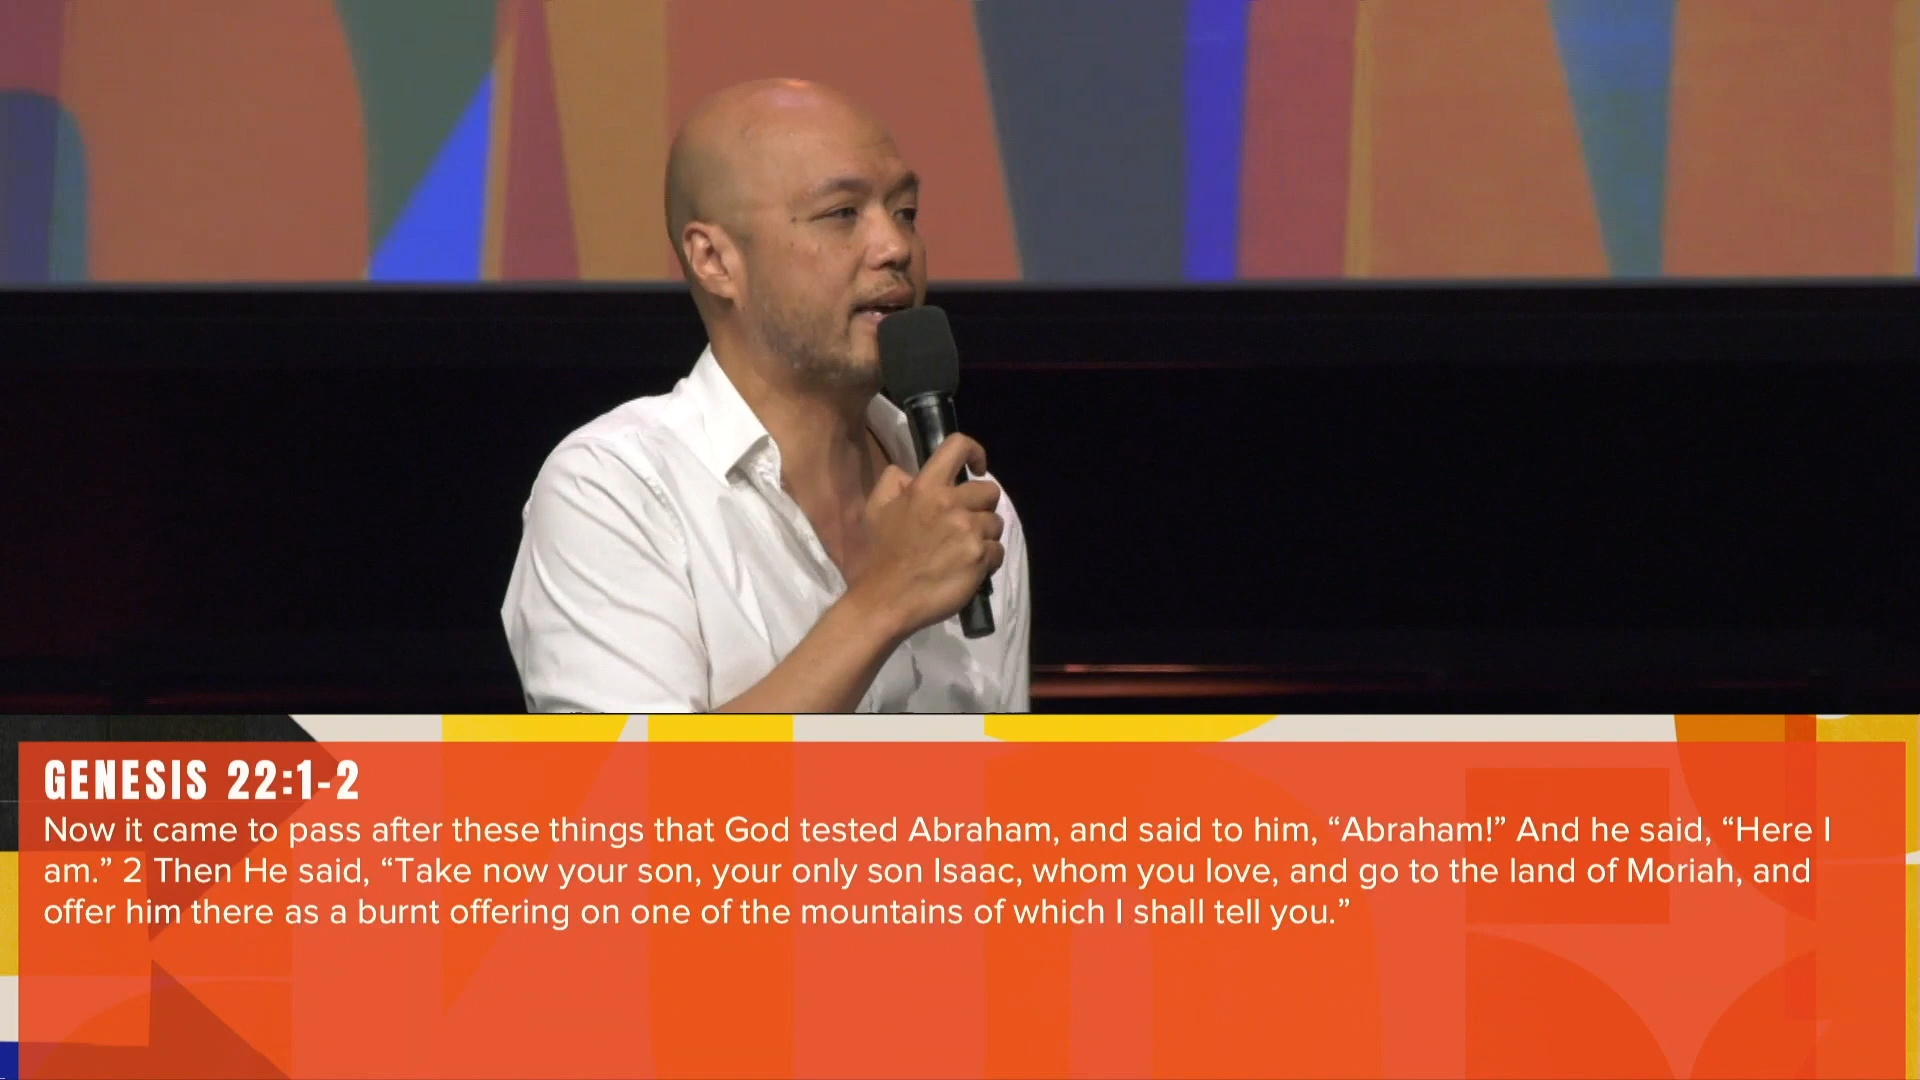 GENESIS 22:1-2
Now it came to pass after these things that God tested Abraham, and said to him, “Abraham!” And he said, “Here I
am.” 2 Then He said, “Take now your son, your only son Isaac, whom you love, and go to the land of Moriah, and
offer him there as a burnt offering on one of the mountains of which I shall tell you.”